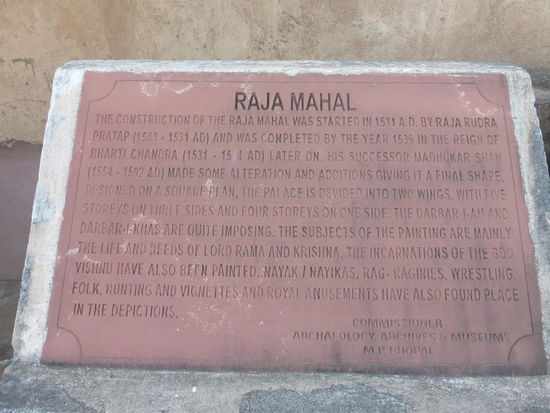 RAJA MAHAL
THE CONSTRUCTION OF THE RAJA MAHAL WAS STARTED IN 1531 A.D. BY RAJA RUDRA
PRATAP (1503 - 1531 AD) AND WAS COMPLETED BY THE YEAR 1539 IN THE REIGN OF
BHARTI CHANDRA (1531 - AD) LATER ON, HIS SUCCESSOR MADHUKAR SHAH
(1554 - 1592 AD) MADE SOME ALTERATION AND ADDITIONS GIVING IT A FINAL SHAPE,
DESIGNED ON A SQUARE PLAN, THE PALACE IS DEVIDED INTO TWO WINGS, WITH FIVE
STOREYS ON THREE SIDES AND FOUR STOREYS ON ONE SIDE. THE DARBAR-I-AM AND
DARBAR-I-KHAS ARE QUITE IMPOSING. THE SUBJECTS OF THE PAINTING ARE MAINLY
THE LIFE AND DEEDS OF LORD RAMA AND KRISHNA. THE INCARNATIONS OF THE GOD
VISHNU HAVE ALSO BEEN PAINTED. NAYAK / NAYIKAS, RAG- RAGINIES, WRESTLING,
FOLK, HUNTING AND VIGNETTES AND ROYAL AMUSEMENTS HAVE ALSO FOUND PLACE
IN THE DEPICTIONS.
COMMISSIONER
ARCHAEOLOGY, ARCHIVES & MUSEUMS
M.P. BHOPAL